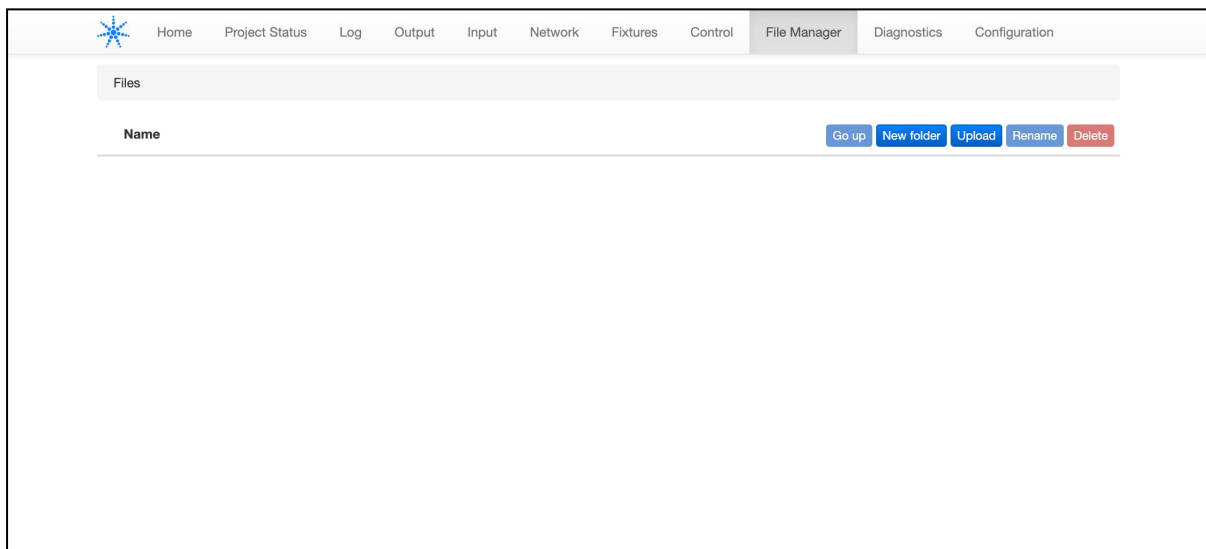 Home Project Status Log Output Input Network Fixtures Control File Manager Diagnostics Configuration
Files
Name Go up New folder Upload Rename Delete